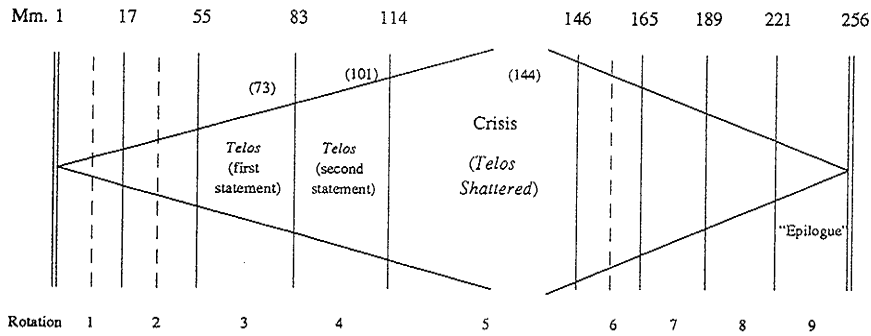 Mm. 1 17 55 83 114 146 165 189 221 256
(73) (101) (144)
Crisis
Telos Telos (Telos
(first (second Shattered)
statement) statement)
"Epilogue"
Rotation 1 2 3 4 5 6 7 8 9